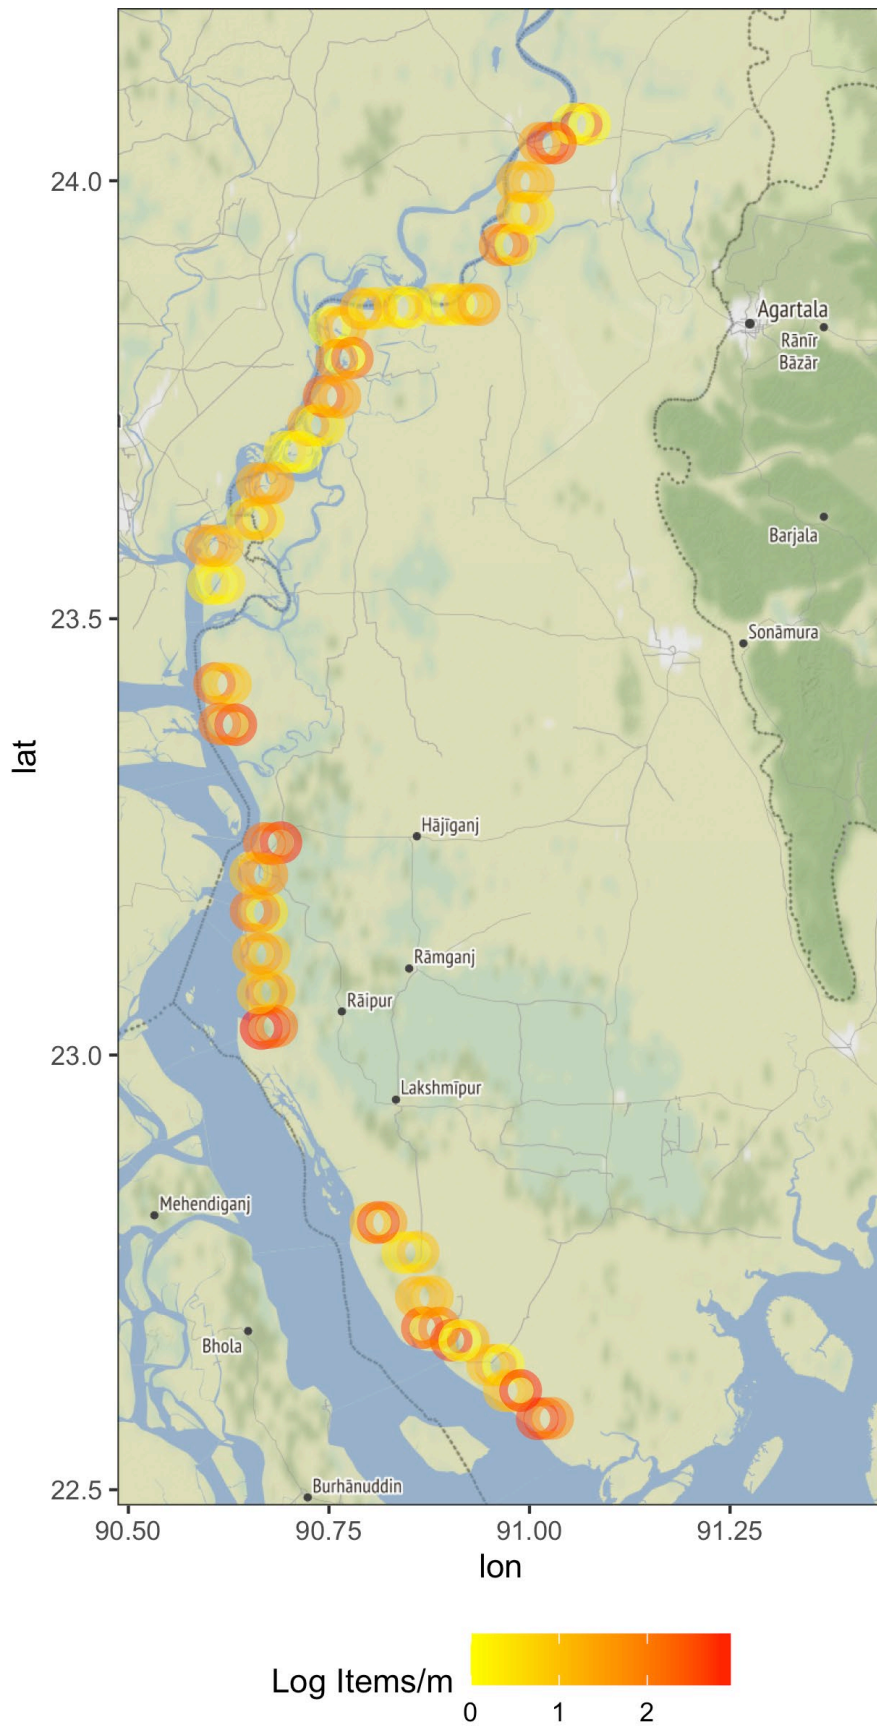 24.0
Agartala
Rānīr
Bāzār
Barjala
23.5
Sonāmura
lat
Hājīganj
Rāmganj
Rāipur
23.0
Lakshmīpur
Mehendiganj
Bhola
Burhānuddin
22.5
90.50 90.75 91.00 91.25
lon
Log Items/m
0 1 2